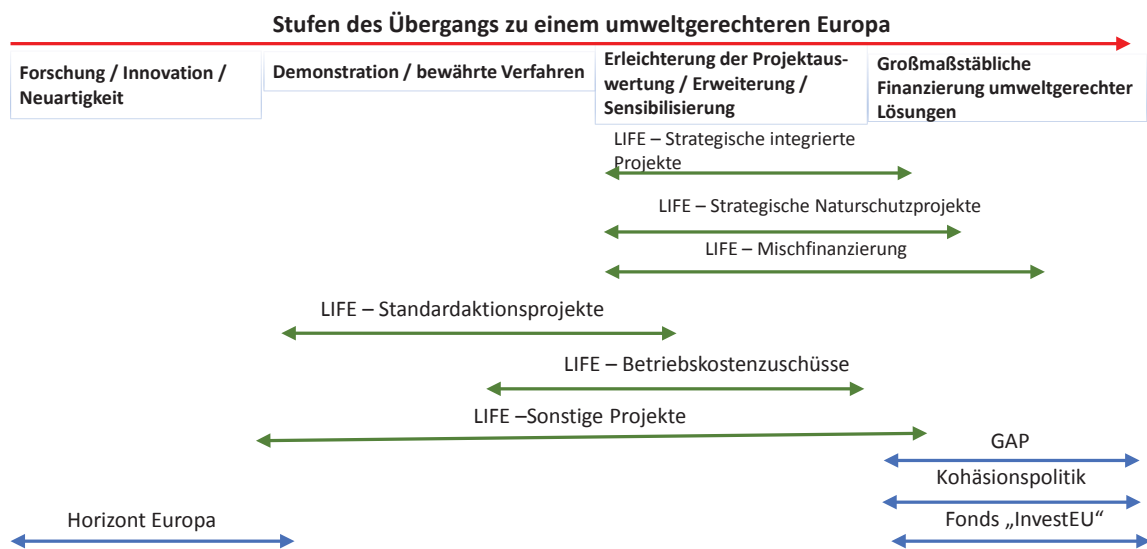 Stufen des Übergangs zu einem umweltgerechteren Europa
Forschung / Innovation /
Neuartigkeit
Demonstration / bewährte Verfahren
Erleichterung der Projektaus-
wertung / Erweiterung /
Sensibilisierung
Großmaßstäbliche
Finanzierung umweltgerechter
Lösungen
LIFE – Strategische integrierte
Projekte
LIFE – Strategische Naturschutzprojekte
LIFE – Mischfinanzierung
LIFE – Standardaktionsprojekte
LIFE – Betriebskostenzuschüsse
LIFE –Sonstige Projekte
GAP
Kohäsionspolitik
Horizont Europa
Fonds „InvestEU“